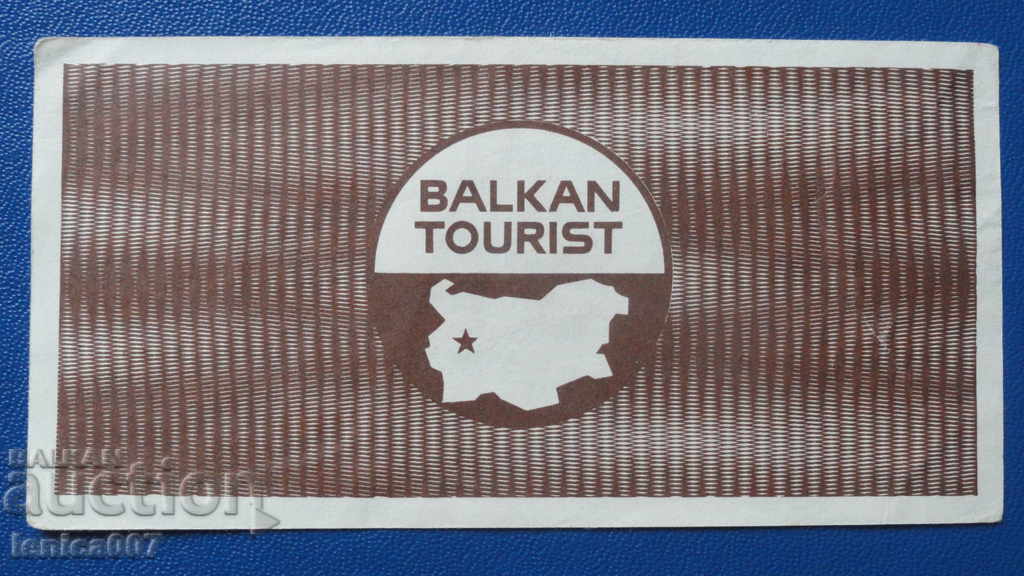 BALKAN
TOURIST
BALKAN
auction
lenica007